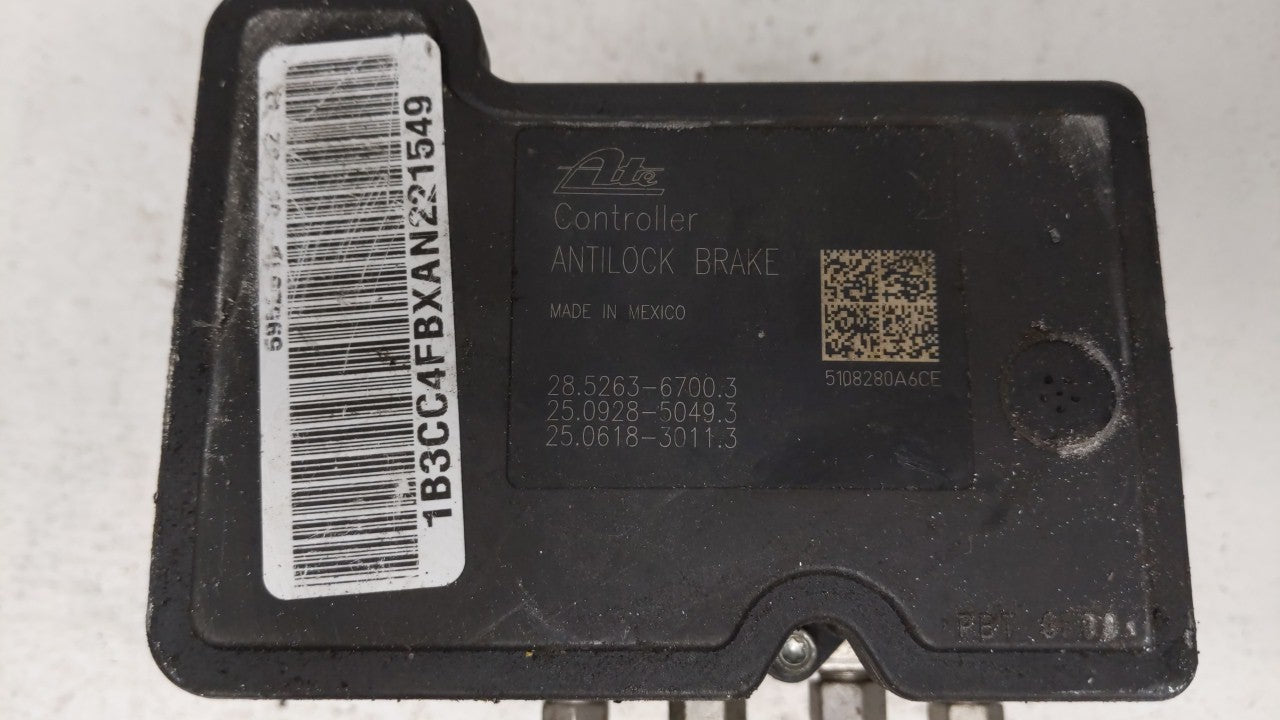 1B3CC4FBXAN221549
Ate
Controller
ANTILOCK BRAKE
MADE IN MEXICO
28.5263-6700.3
25.0928-5049.3
25.0618-3011.3
5108280A6CE
PBT